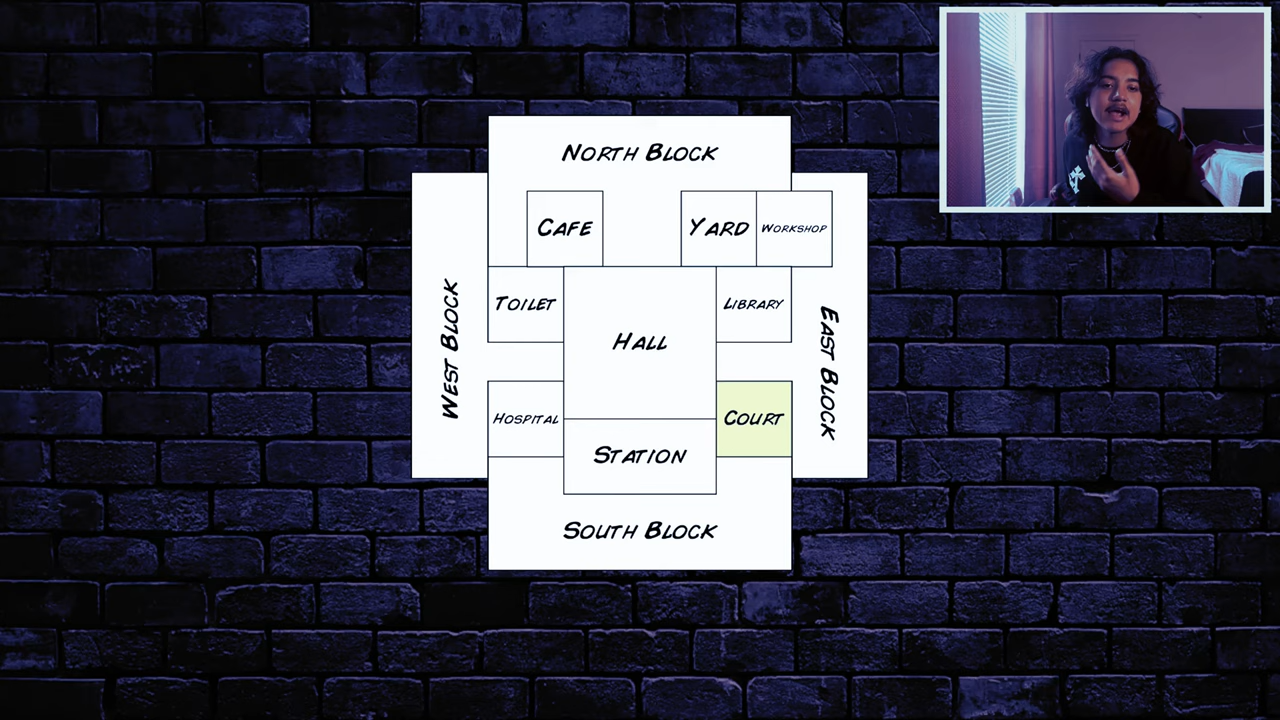 North Block
Cafe
Yard
Workshop
West Block
Toilet
Hall
Library
East Block
Hospital
Court
Station
South Block